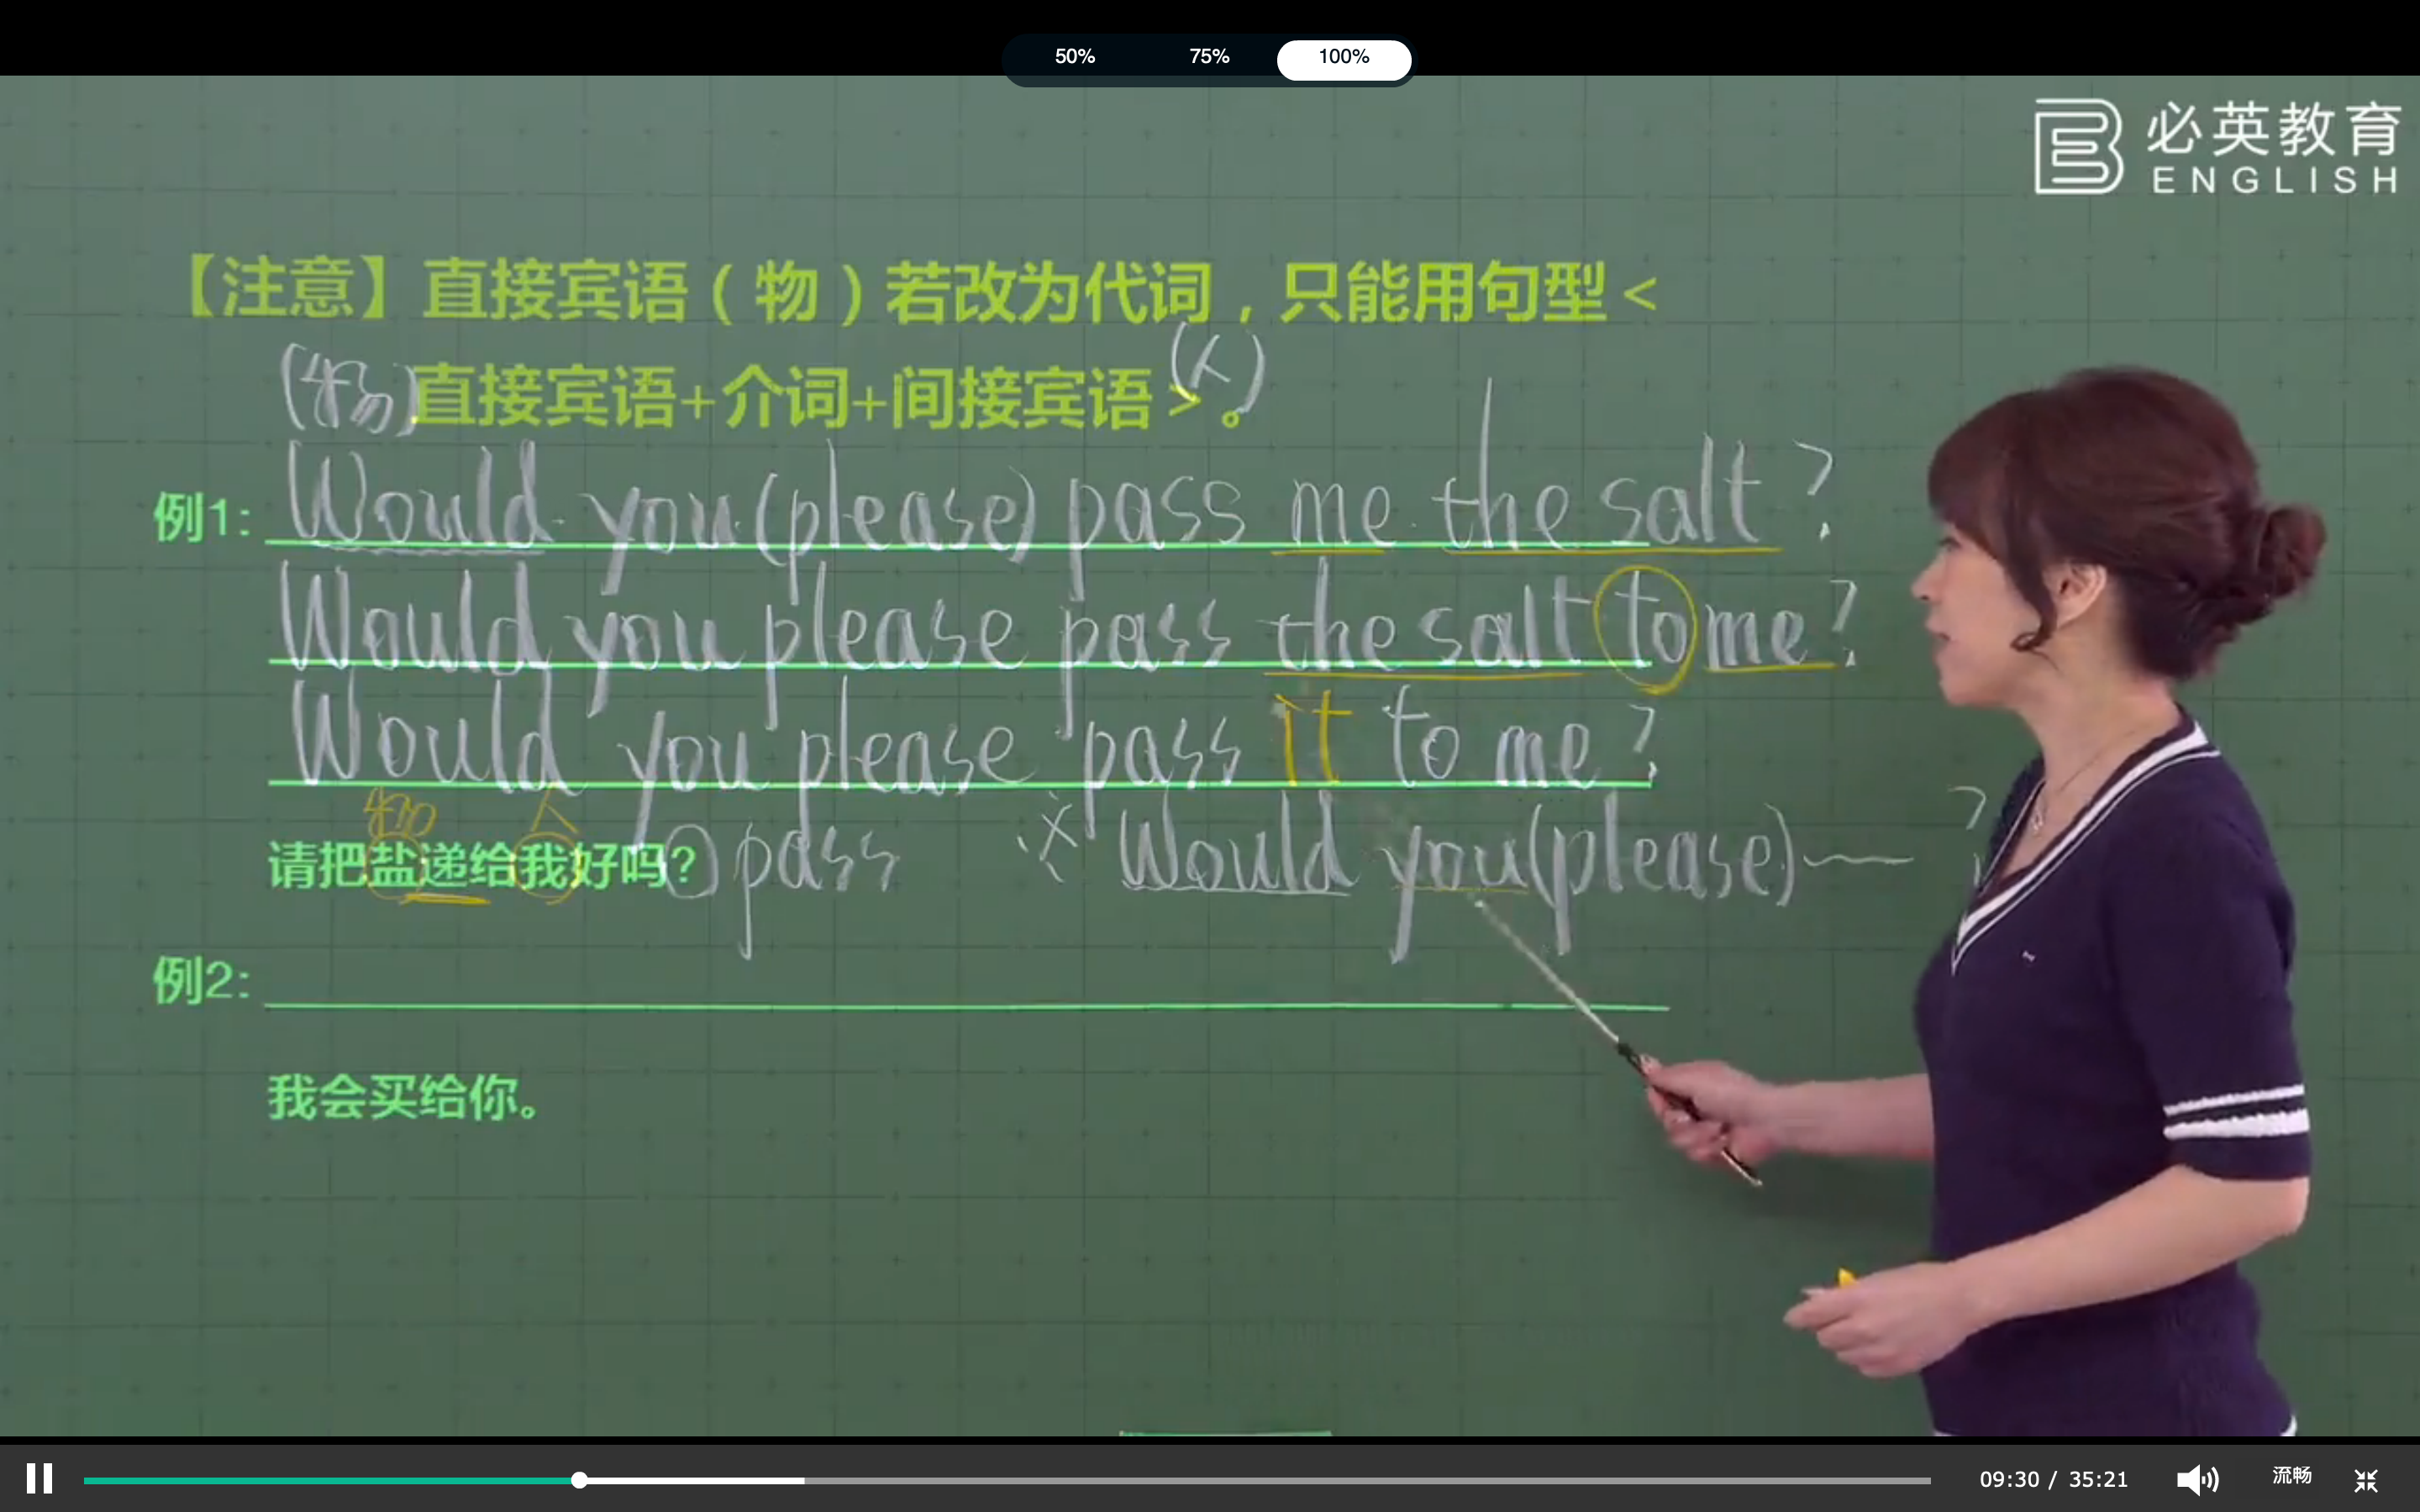 50% 75% 100%
必英教育
ENGLISH
【注意】直接宾语（物）若改为代词，只能用句型<
(物)直接宾语+介词+间接宾语>。(人)
例1: Would you (please) pass me the salt?
Would you please pass the salt to me?
Would you please pass it to me?
物 人
请把盐递给我好吗? pass ※ Would you (please) — ?
例2:
我会买给你。
09:30 / 35:21 流畅